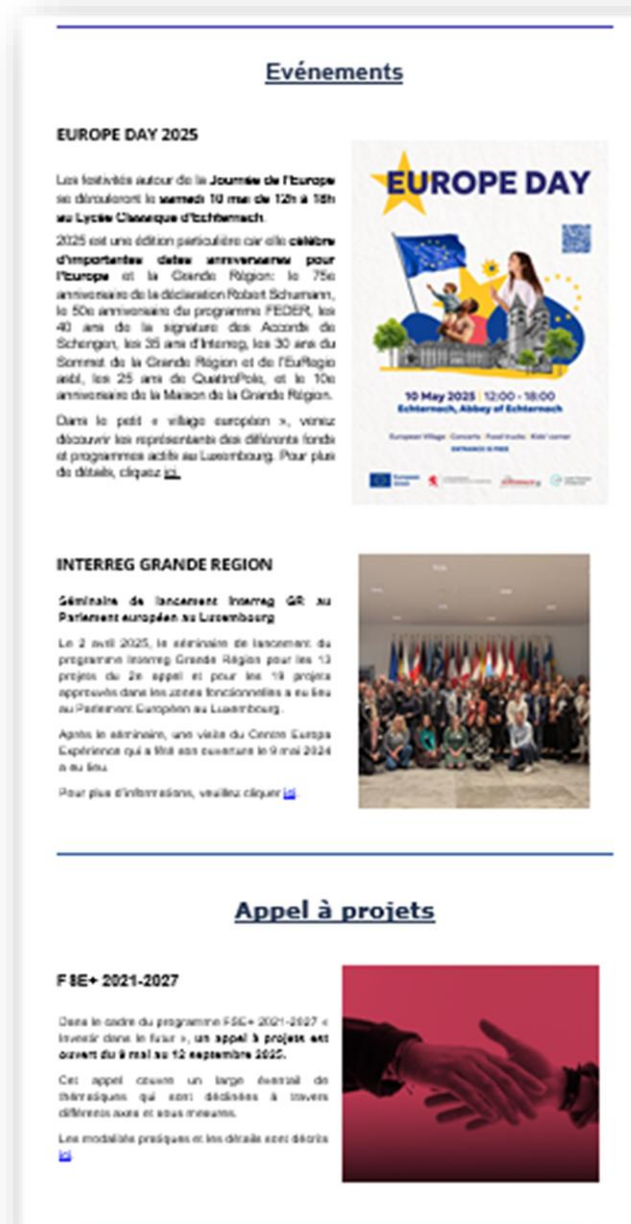 Evénements
EUROPE DAY 2025
Les festivités autour de la Journée de l'Europe
se dérouleront le samedi 10 mai de 12h à 18h
au Lycée Classique d'Echternach.
2025 est une édition particulière car elle célèbre
d'importantes dates anniversaires pour
l'Europe et la Grande Région: le 75e
anniversaire de la déclaration Robert Schumann,
le 50e anniversaire du programme FEDER, les
40 ans de la signature des Accords de
Schengen, les 35 ans d'Interreg, les 30 ans du
Sommet de la Grande Région et de l'EuRegio
asbl, les 25 ans de QuattroPole, et le 10e
anniversaire de la Maison de la Grande Région.
Dans le petit « village européen », venez
découvrir les représentants des différents fonds
et programmes actifs au Luxembourg. Pour plus
de détails, cliquez ici.
EUROPE DAY
10 May 2025 | 12:00 - 18:00
Echternach, Abbey of Echternach
European Village · Concerts · Food trucks · Kids' corner
ENTRANCE IS FREE
European
Union
INTERREG GRANDE REGION
Séminaire de lancement Interreg GR au
Parlement européen au Luxembourg
Le 2 avril 2025, le séminaire de lancement du
programme Interreg Grande Région pour les 13
projets du 2e appel et pour les 19 projets
approuvés dans les zones fonctionnelles a eu lieu
au Parlement Européen au Luxembourg.
Après le séminaire, une visite du Centre Europa
Expérience qui a fêté son ouverture le 9 mai 2024
a eu lieu.
Pour plus d'informations, veuillez cliquer ici.
Appel à projets
FSE+ 2021-2027
Dans le cadre du programme FSE+ 2021-2027 «
Investir dans le futur », un appel à projets est
ouvert du 9 mai au 12 septembre 2025.
Cet appel couvre un large éventail de
thématiques qui sont déclinées à travers
différents axes et sous mesures.
Les modalités pratiques et les détails sont décrits
ici.